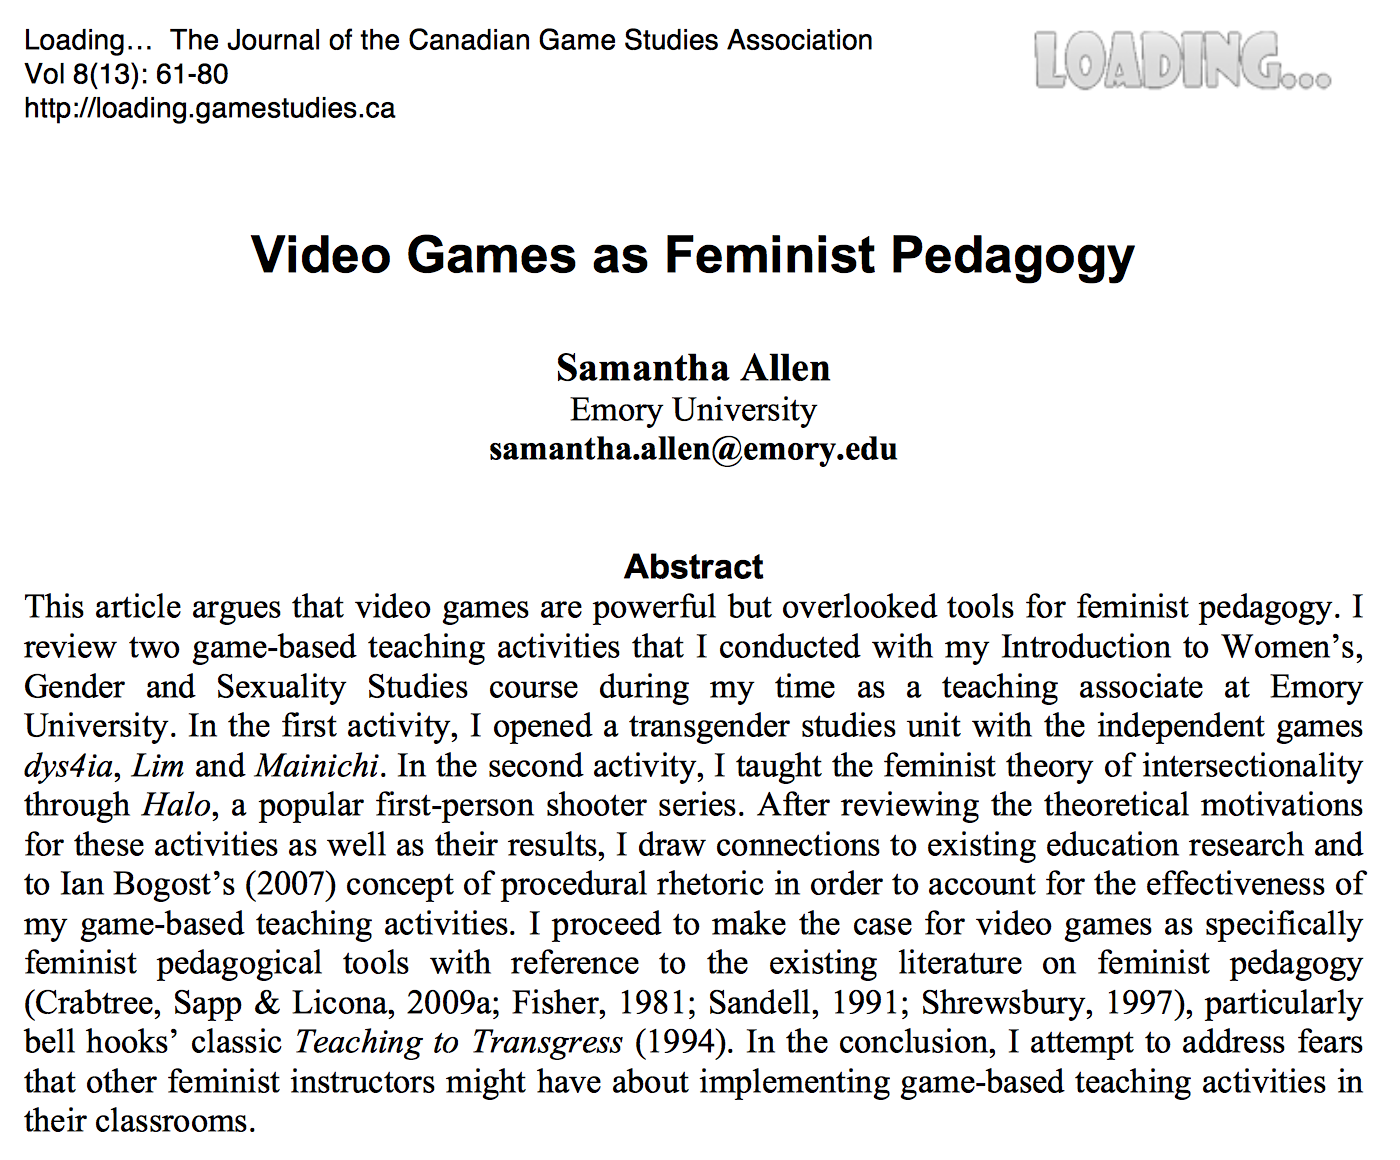 Loading... The Journal of the Canadian Game Studies Association
LOADING...
Vol 8(13): 61-80
http://loading.gamestudies.ca
Video Games as Feminist Pedagogy
Samantha Allen
Emory University
samantha.allen@emory.edu
Abstract
This article argues that video games are powerful but overlooked tools for feminist pedagogy. I
review two game-based teaching activities that I conducted with my Introduction to Women’s,
Gender and Sexuality Studies course during my time as a teaching associate at Emory
University. In the first activity, I opened a transgender studies unit with the independent games
dys4ia, Lim and Mainichi. In the second activity, I taught the feminist theory of intersectionality
through Halo, a popular first-person shooter series. After reviewing the theoretical motivations
for these activities as well as their results, I draw connections to existing education research and
to Ian Bogost’s (2007) concept of procedural rhetoric in order to account for the effectiveness of
my game-based teaching activities. I proceed to make the case for video games as specifically
feminist pedagogical tools with reference to the existing literature on feminist pedagogy
(Crabtree, Sapp & Licona, 2009a; Fisher, 1981; Sandell, 1991; Shrewsbury, 1997), particularly
bell hooks’ classic Teaching to Transgress (1994). In the conclusion, I attempt to address fears
that other feminist instructors might have about implementing game-based teaching activities in
their classrooms.